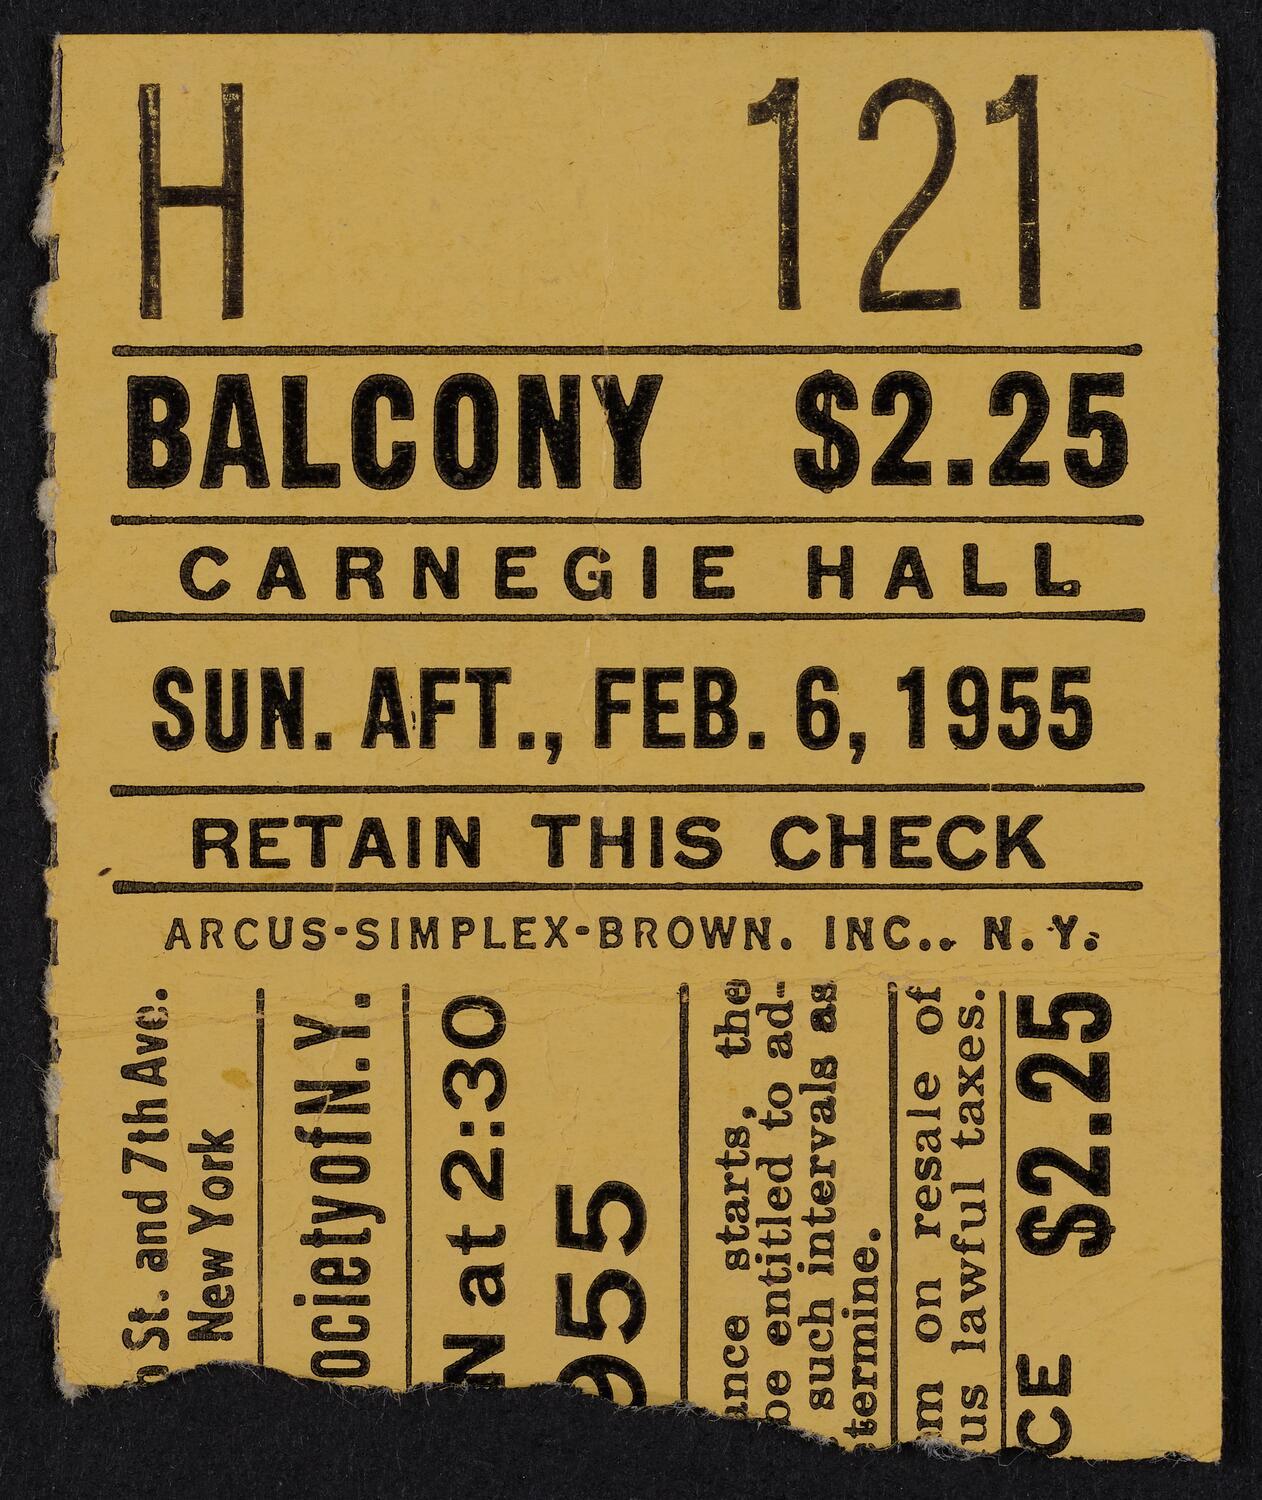 H 121
BALCONY $2.25
CARNEGIE HALL
SUN. AFT., FEB. 6, 1955
RETAIN THIS CHECK
ARCUS-SIMPLEX-BROWN. INC.. N.Y.
St. and 7th Ave.
New York
ociety of N.Y.
N at 2:30
955
ance starts, the
be entitled to ad-
such intervals as
termine.
m on resale of
us lawful taxes.
CE $2.25